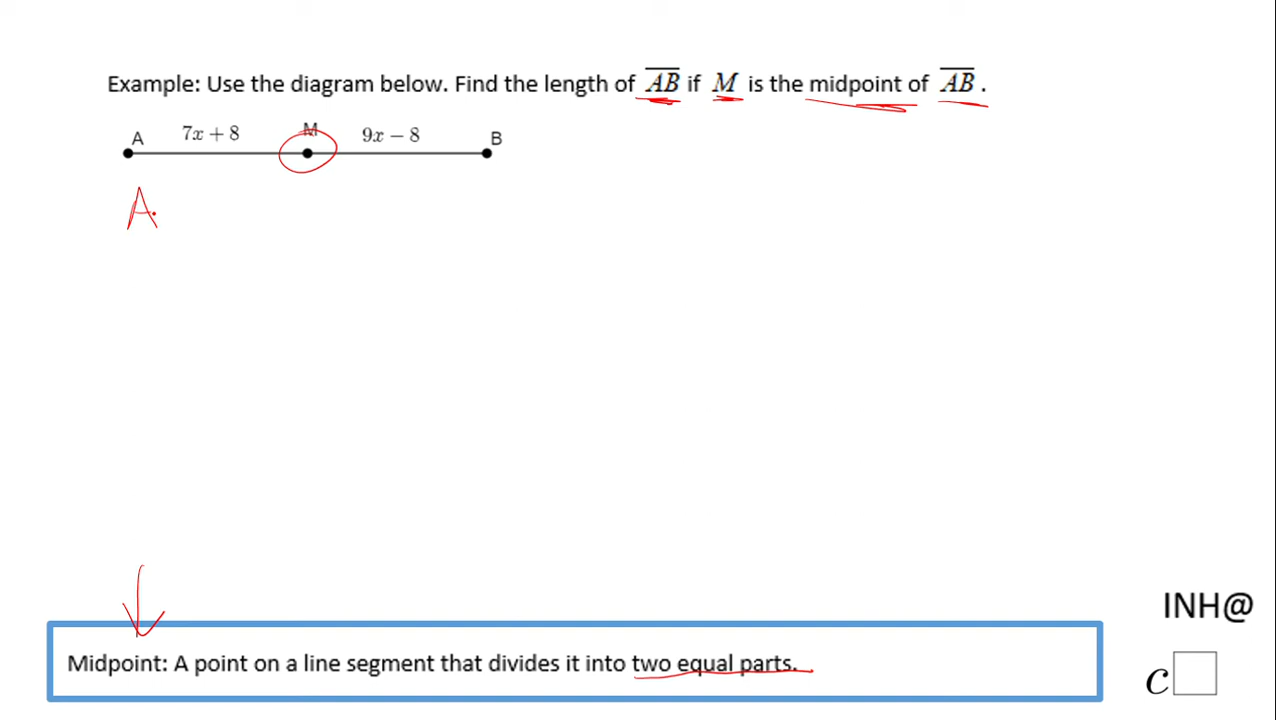 Example: Use the diagram below. Find the length of AB if M is the midpoint of AB.
A 7x + 8 M 9x − 8 B
A
Midpoint: A point on a line segment that divides it into two equal parts.
INH@
c